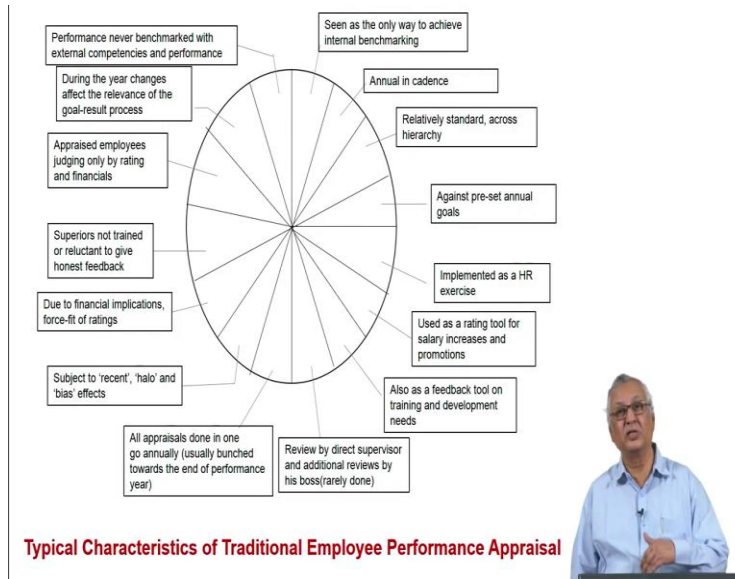 Seen as the only way to achieve
internal benchmarking
Annual in cadence
Relatively standard, across
hierarchy
Against pre-set annual
goals
Implemented as a HR
exercise
Used as a rating tool for
salary increases and
promotions
Also as a feedback tool on
training and development
needs
Review by direct supervisor
and additional reviews by
his boss(rarely done)
All appraisals done in one
go annually (usually bunched
towards the end of performance
year)
Subject to ‘recent’, ‘halo’ and
‘bias’ effects
Due to financial implications,
force-fit of ratings
Superiors not trained
or reluctant to give
honest feedback
Appraised employees
judging only by rating
and financials
During the year changes
affect the relevance of the
goal-result process
Performance never benchmarked with
external competencies and performance
Typical Characteristics of Traditional Employee Performance Appraisal